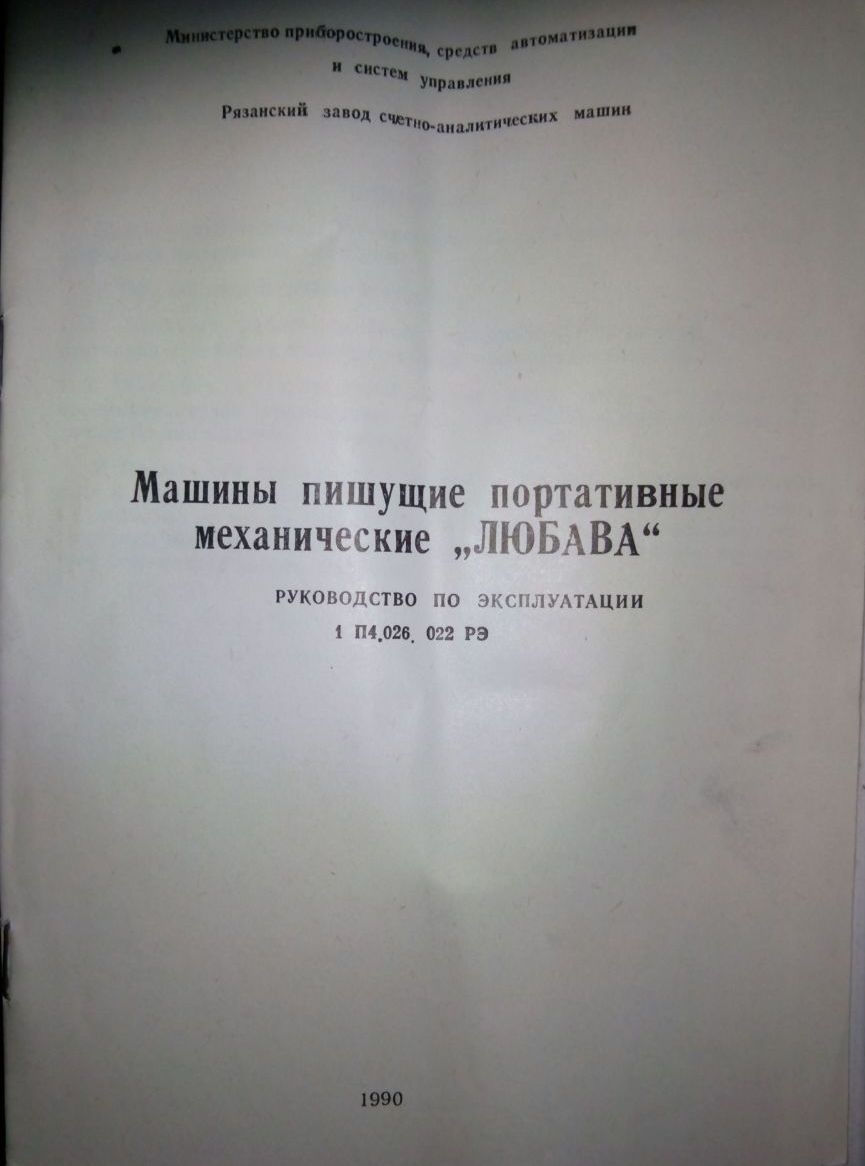 Министерство приборостроения, средств автоматизации
и систем управления
Рязанский завод счетно-аналитических машин
Машины пишущие портативные
механические „ЛЮБАВА“
РУКОВОДСТВО ПО ЭКСПЛУАТАЦИИ
1 П4.026. 022 РЭ
1990